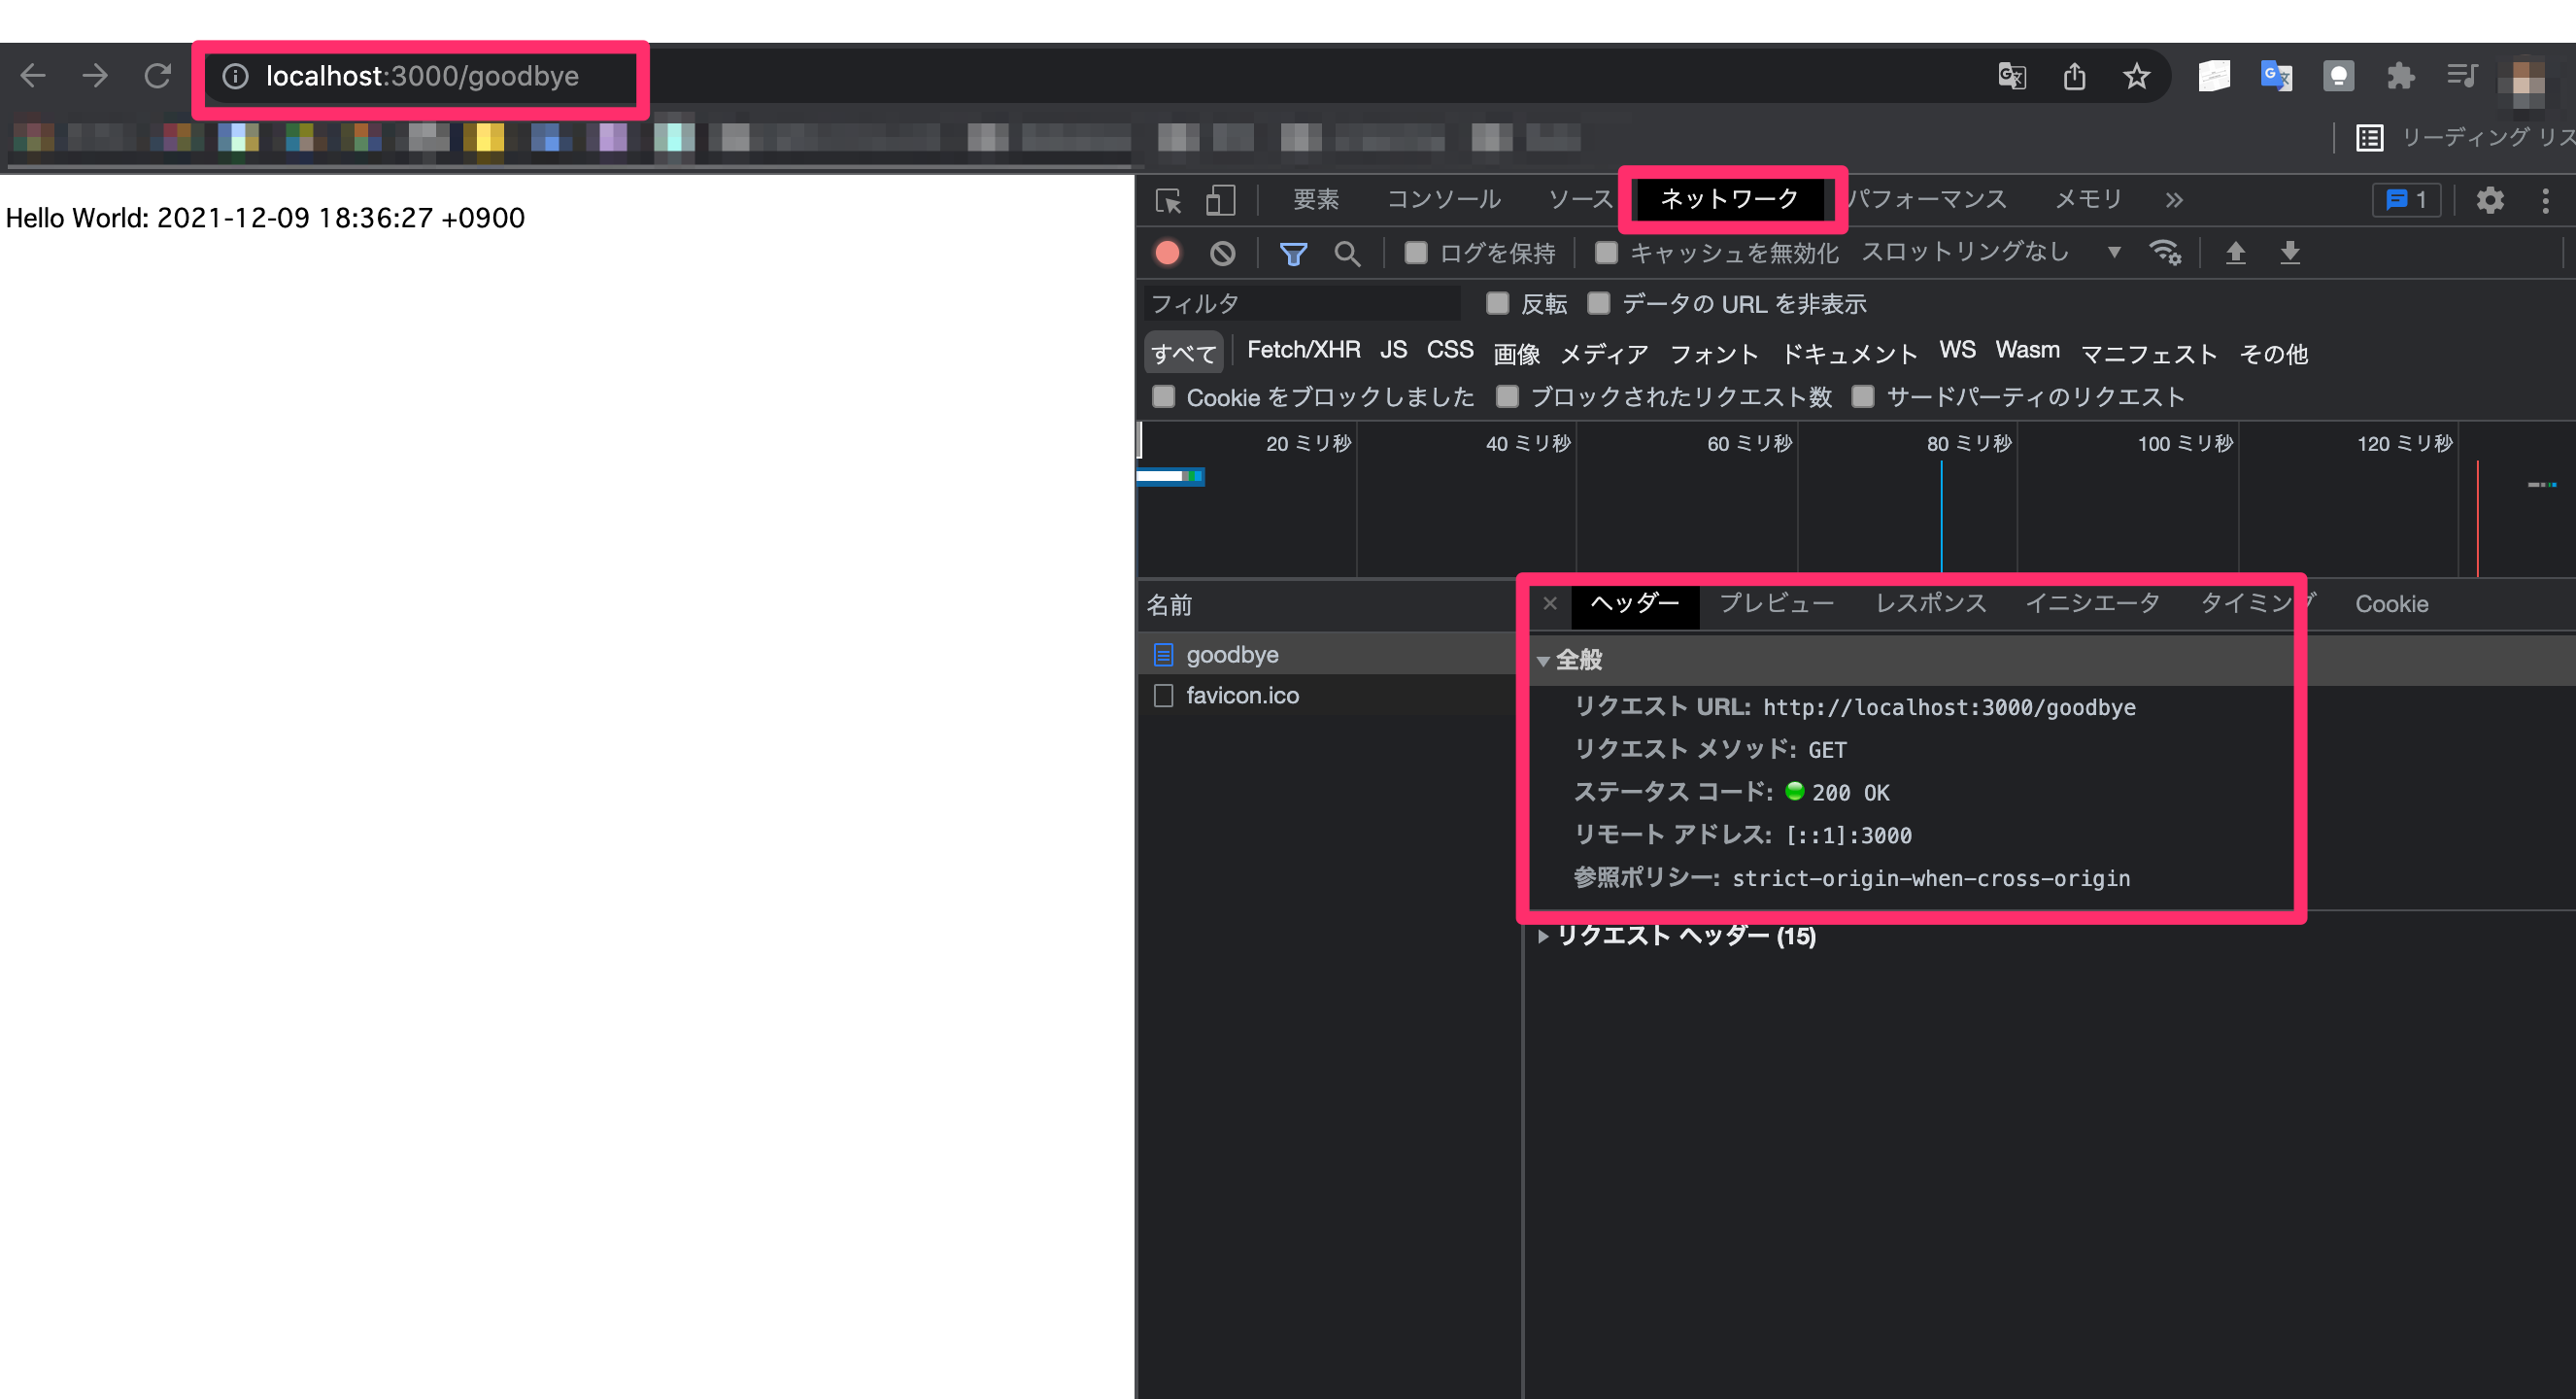 localhost:3000/goodbye
リーディング リス
Hello World: 2021-12-09 18:36:27 +0900
要素 コンソール ソース ネットワーク パフォーマンス メモリ 1
ログを保持 キャッシュを無効化 スロットリングなし
フィルタ 反転 データの URL を非表示
すべて Fetch/XHR JS CSS 画像 メディア フォント ドキュメント WS Wasm マニフェスト その他
Cookie をブロックしました ブロックされたリクエスト数 サードパーティのリクエスト
20 ミリ秒 40 ミリ秒 60 ミリ秒 80 ミリ秒 100 ミリ秒 120 ミリ秒
名前
goodbye
favicon.ico
× ヘッダー プレビュー レスポンス イニシエータ タイミング Cookie
全般
リクエスト URL: http://localhost:3000/goodbye
リクエスト メソッド: GET
ステータス コード: 200 OK
リモート アドレス: [::1]:3000
参照ポリシー: strict-origin-when-cross-origin
リクエスト ヘッダー (15)